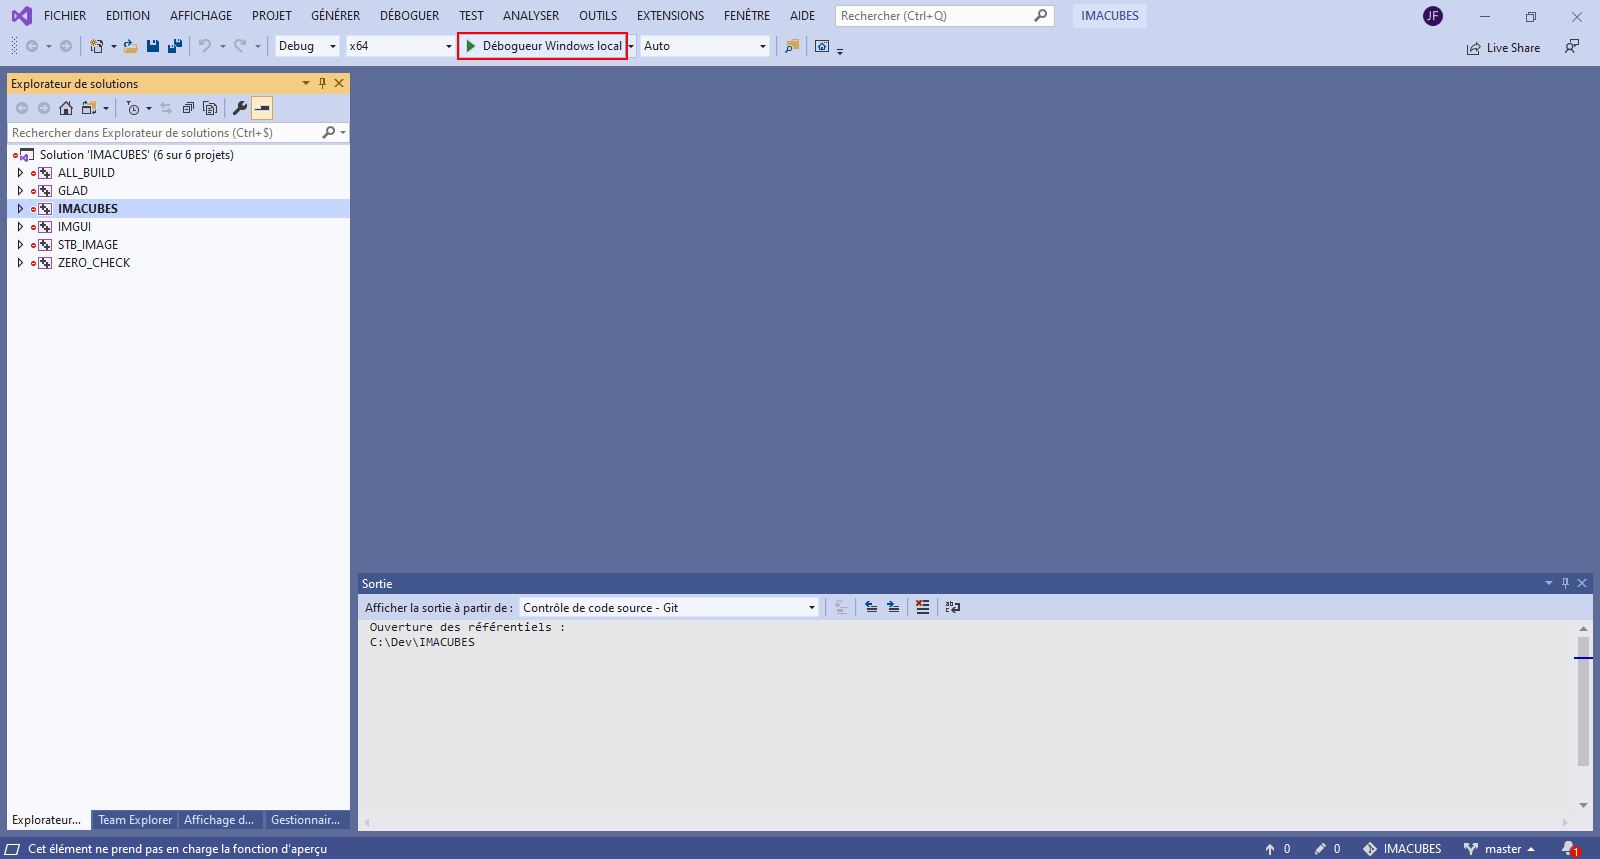 FICHIER EDITION AFFICHAGE PROJET GÉNÉRER DÉBOGUER TEST ANALYSER OUTILS EXTENSIONS FENÊTRE AIDE Rechercher (Ctrl+Q) IMACUBES JF
Debug x64 Débogueur Windows local Auto Live Share
Explorateur de solutions
Rechercher dans Explorateur de solutions (Ctrl+$)
Solution 'IMACUBES' (6 sur 6 projets)
ALL_BUILD
GLAD
IMACUBES
IMGUI
STB_IMAGE
ZERO_CHECK
Sortie
Afficher la sortie à partir de : Contrôle de code source - Git
Ouverture des référentiels :
C:\Dev\IMACUBES
Explorateur... Team Explorer Affichage d... Gestionnair...
Cet élément ne prend pas en charge la fonction d'aperçu 0 0 IMACUBES master 1